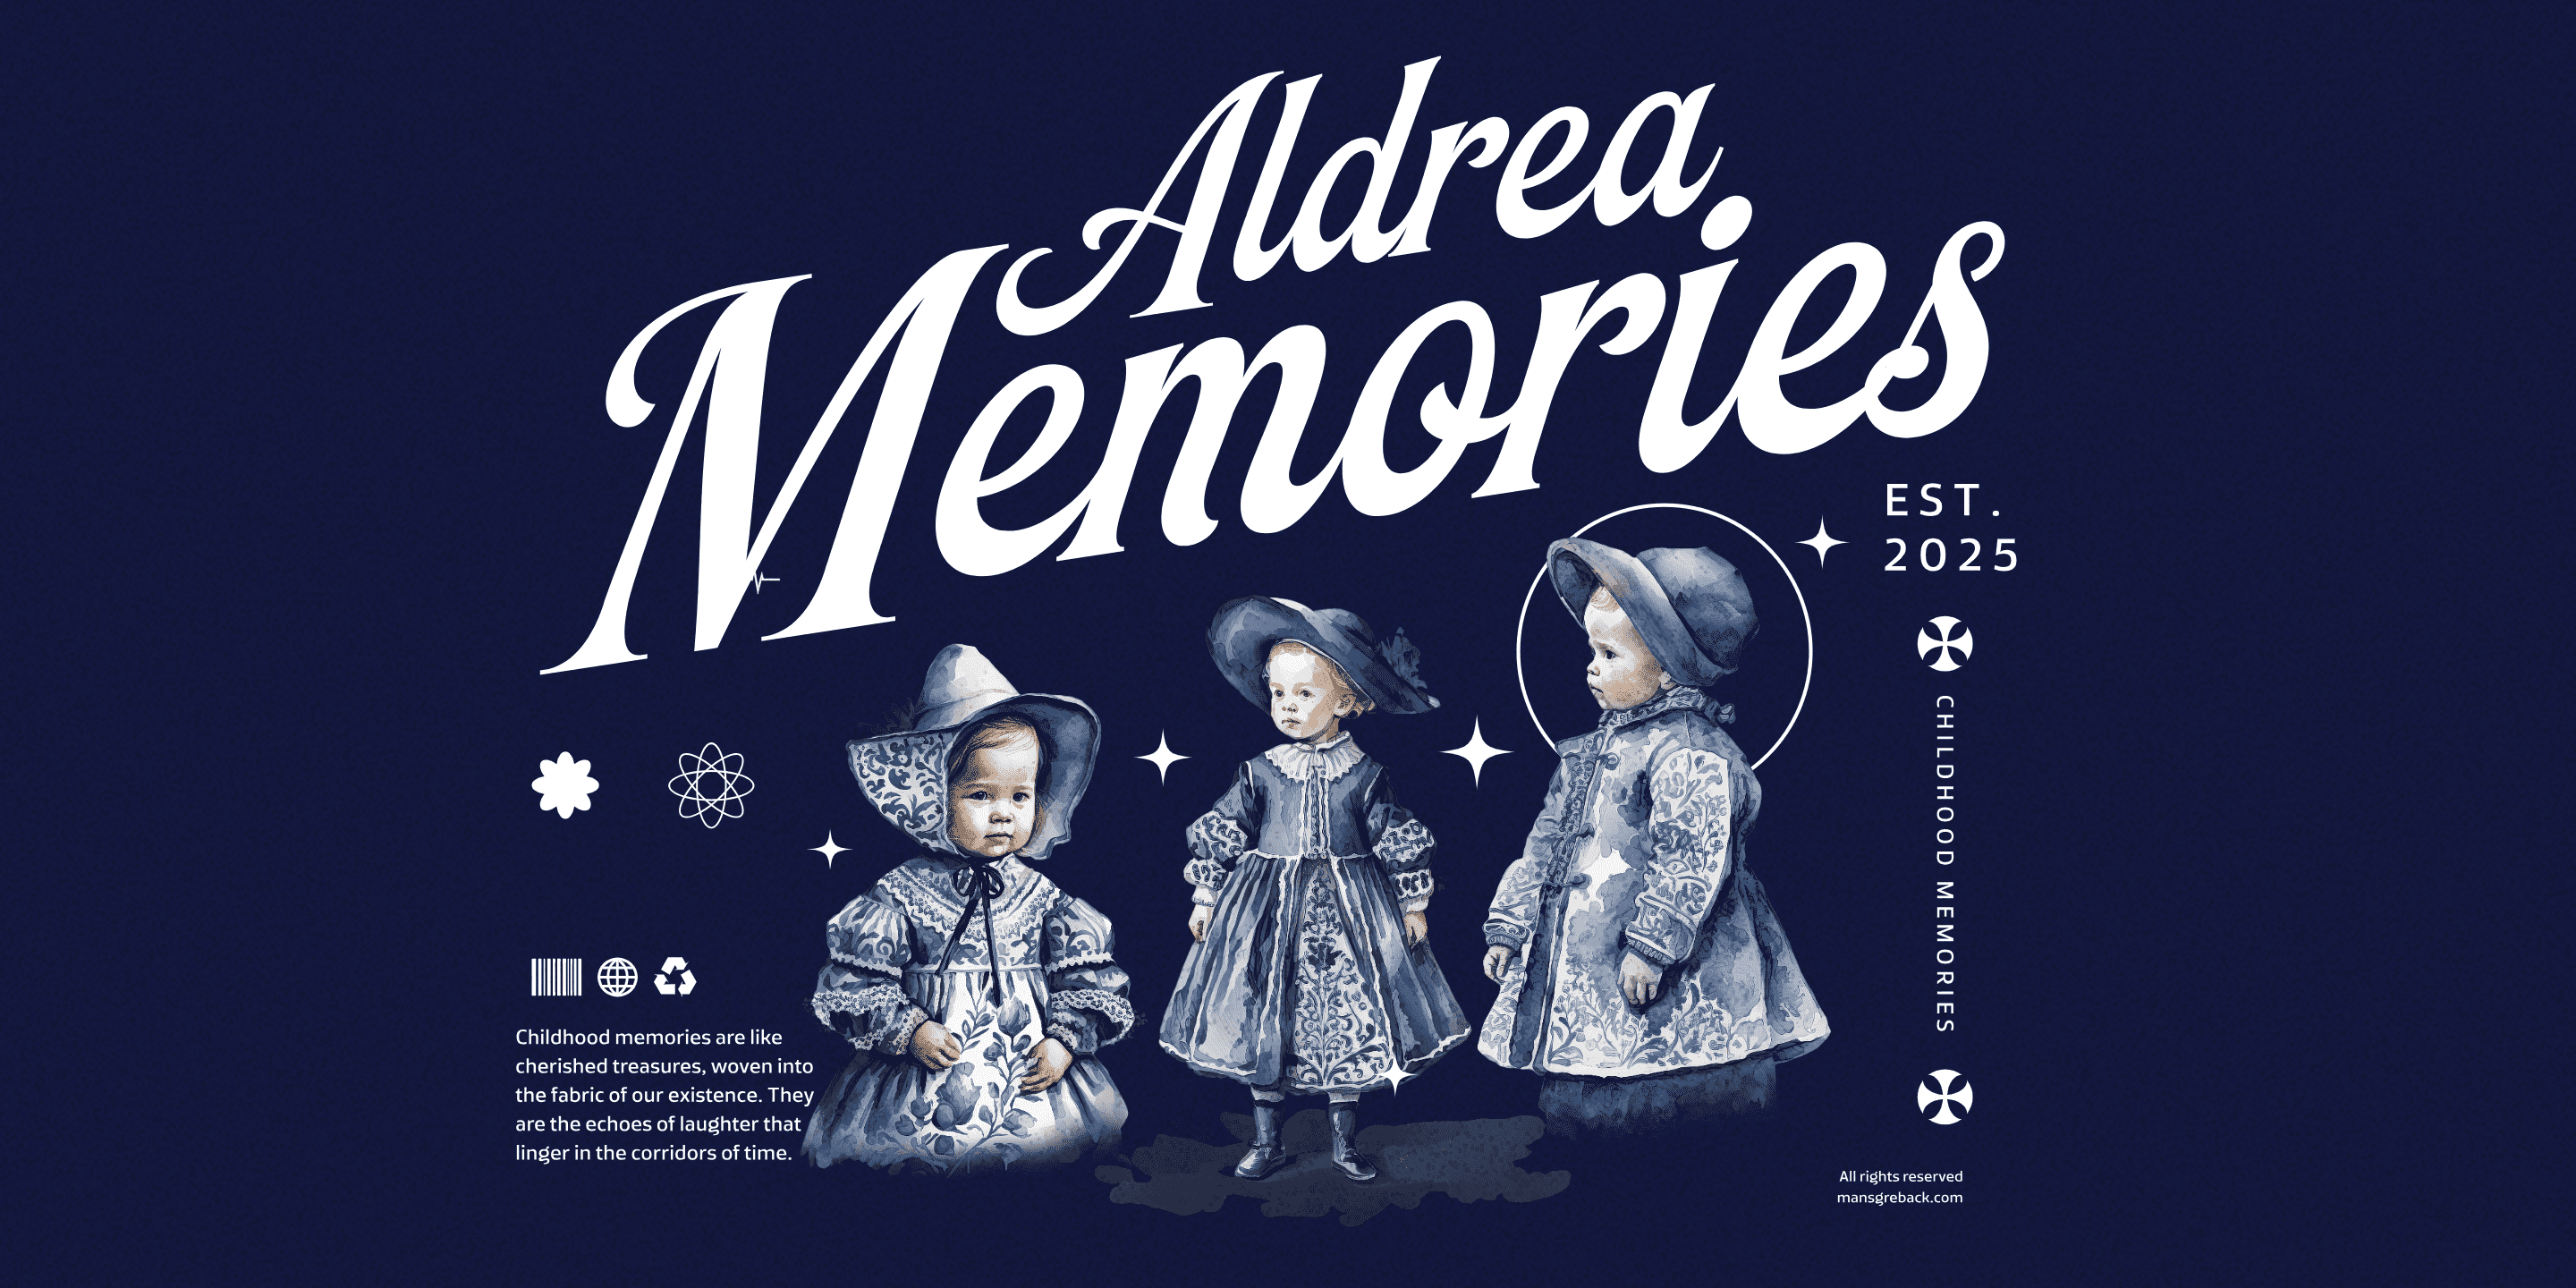 Aldrea
Memories
EST.
2025
CHILDHOOD MEMORIES
Childhood memories are like
cherished treasures, woven into
the fabric of our existence. They
are the echoes of laughter that
linger in the corridors of time.
All rights reserved
mansgreback.com